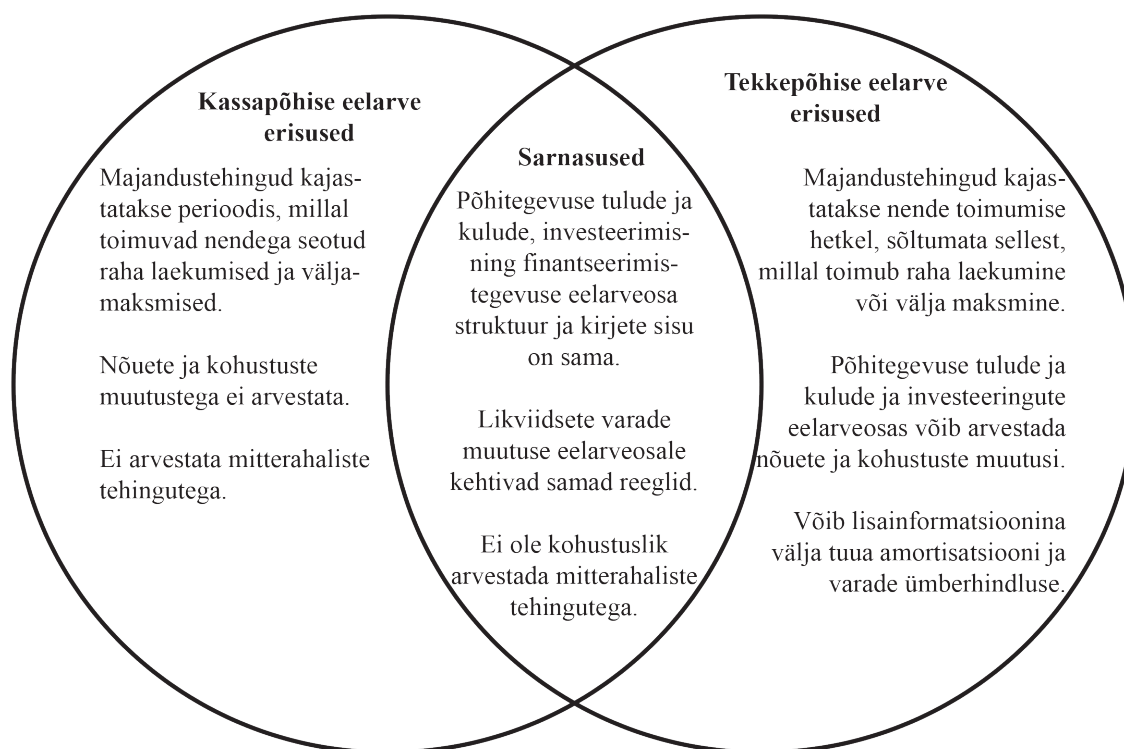 Kassapõhise eelarve
erisused
Majandustehingud kajas-
tatakse perioodis, millal
toimuvad nendega seotud
raha laekumised ja välja-
maksmised.
Nõuete ja kohustuste
muutustega ei arvestata.
Ei arvestata mitterahaliste
tehingutega.
Sarnasused
Põhitegevuse tulude ja
kulude, investeerimis-
ning finantseerimis-
tegevuse eelarveosa
struktuur ja kirjete sisu
on sama.
Likviidsete varade
muutuse eelarveosale
kehtivad samad reeglid.
Ei ole kohustuslik
arvestada mitterahaliste
tehingutega.
Tekkepõhise eelarve
erisused
Majandustehingud kajas-
tatakse nende toimumise
hetkel, sõltumata sellest,
millal toimub raha laekumine
või välja maksmine.
Põhitegevuse tulude ja
kulude ja investeeringute
eelarveosas võib arvestada
nõuete ja kohustuste muutusi.
Võib lisainformatsioonina
välja tuua amortisatsiooni ja
varade ümberhindluse.